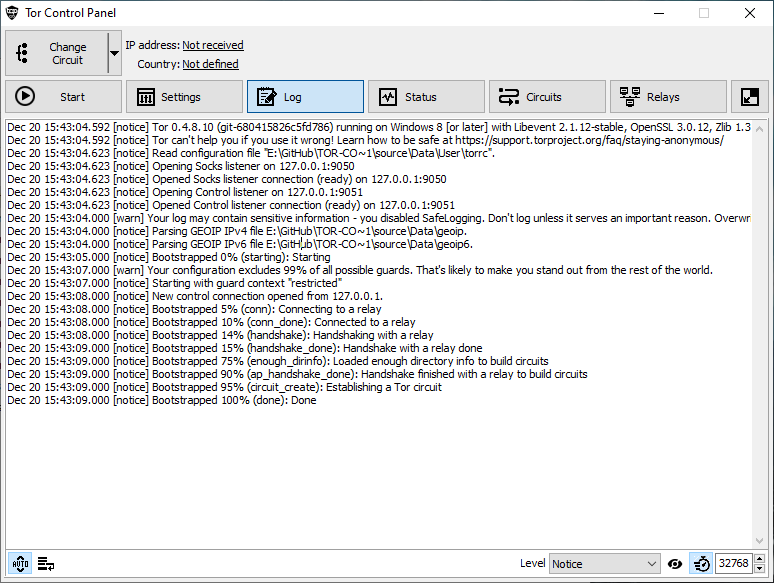 Tor Control Panel
Change
Circuit
IP address: Not received
Country: Not defined
Start
Settings
Log
Status
Circuits
Relays
Dec 20 15:43:04.592 [notice] Tor 0.4.8.10 (git-680415826c5fd786) running on Windows 8 [or later] with Libevent 2.1.12-stable, OpenSSL 3.0.12, Zlib 1.3
Dec 20 15:43:04.592 [notice] Tor can't help you if you use it wrong! Learn how to be safe at https://support.torproject.org/faq/staying-anonymous/
Dec 20 15:43:04.623 [notice] Read configuration file "E:\GitHub\TOR-CO~1\source\Data\User\torrc".
Dec 20 15:43:04.623 [notice] Opening Socks listener on 127.0.0.1:9050
Dec 20 15:43:04.623 [notice] Opened Socks listener connection (ready) on 127.0.0.1:9050
Dec 20 15:43:04.623 [notice] Opening Control listener on 127.0.0.1:9051
Dec 20 15:43:04.623 [notice] Opened Control listener connection (ready) on 127.0.0.1:9051
Dec 20 15:43:04.000 [warn] Your log may contain sensitive information - you disabled SafeLogging. Don't log unless it serves an important reason. Overwr
Dec 20 15:43:04.000 [notice] Parsing GEOIP IPv4 file E:\GitHub\TOR-CO~1\source\Data\geoip.
Dec 20 15:43:04.000 [notice] Parsing GEOIP IPv6 file E:\GitHub\TOR-CO~1\source\Data\geoip6.
Dec 20 15:43:05.000 [notice] Bootstrapped 0% (starting): Starting
Dec 20 15:43:07.000 [warn] Your configuration excludes 99% of all possible guards. That's likely to make you stand out from the rest of the world.
Dec 20 15:43:07.000 [notice] Starting with guard context "restricted"
Dec 20 15:43:08.000 [notice] New control connection opened from 127.0.0.1.
Dec 20 15:43:08.000 [notice] Bootstrapped 5% (conn): Connecting to a relay
Dec 20 15:43:08.000 [notice] Bootstrapped 10% (conn_done): Connected to a relay
Dec 20 15:43:08.000 [notice] Bootstrapped 14% (handshake): Handshaking with a relay
Dec 20 15:43:09.000 [notice] Bootstrapped 15% (handshake_done): Handshake with a relay done
Dec 20 15:43:09.000 [notice] Bootstrapped 75% (enough_dirinfo): Loaded enough directory info to build circuits
Dec 20 15:43:09.000 [notice] Bootstrapped 90% (ap_handshake_done): Handshake finished with a relay to build circuits
Dec 20 15:43:09.000 [notice] Bootstrapped 95% (circuit_create): Establishing a Tor circuit
Dec 20 15:43:09.000 [notice] Bootstrapped 100% (done): Done
AUTO
Level
Notice
32768